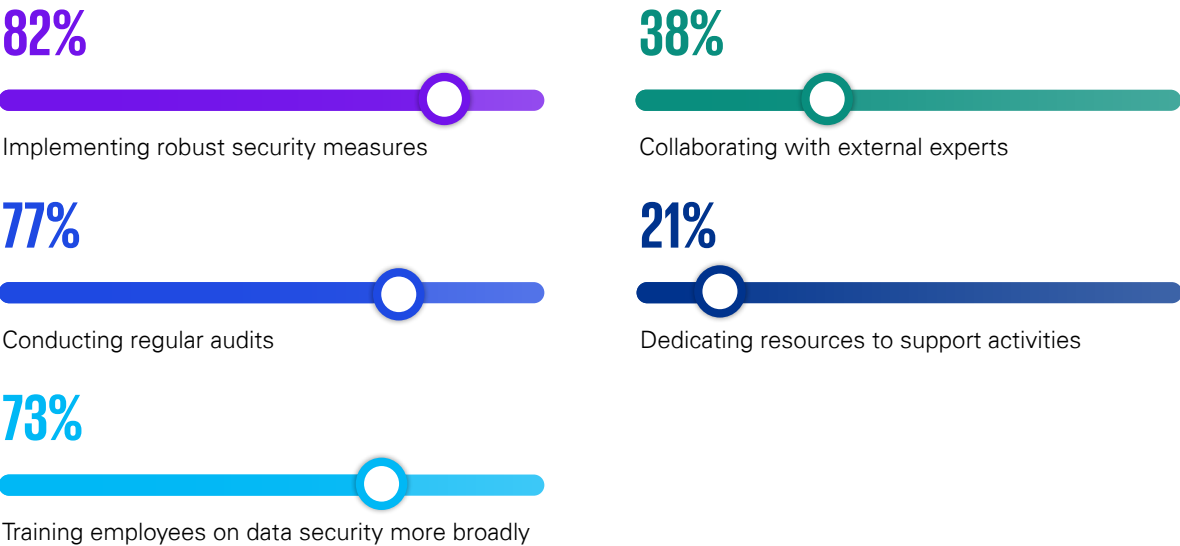 82%
Implementing robust security measures
77%
Conducting regular audits
73%
Training employees on data security more broadly
38%
Collaborating with external experts
21%
Dedicating resources to support activities